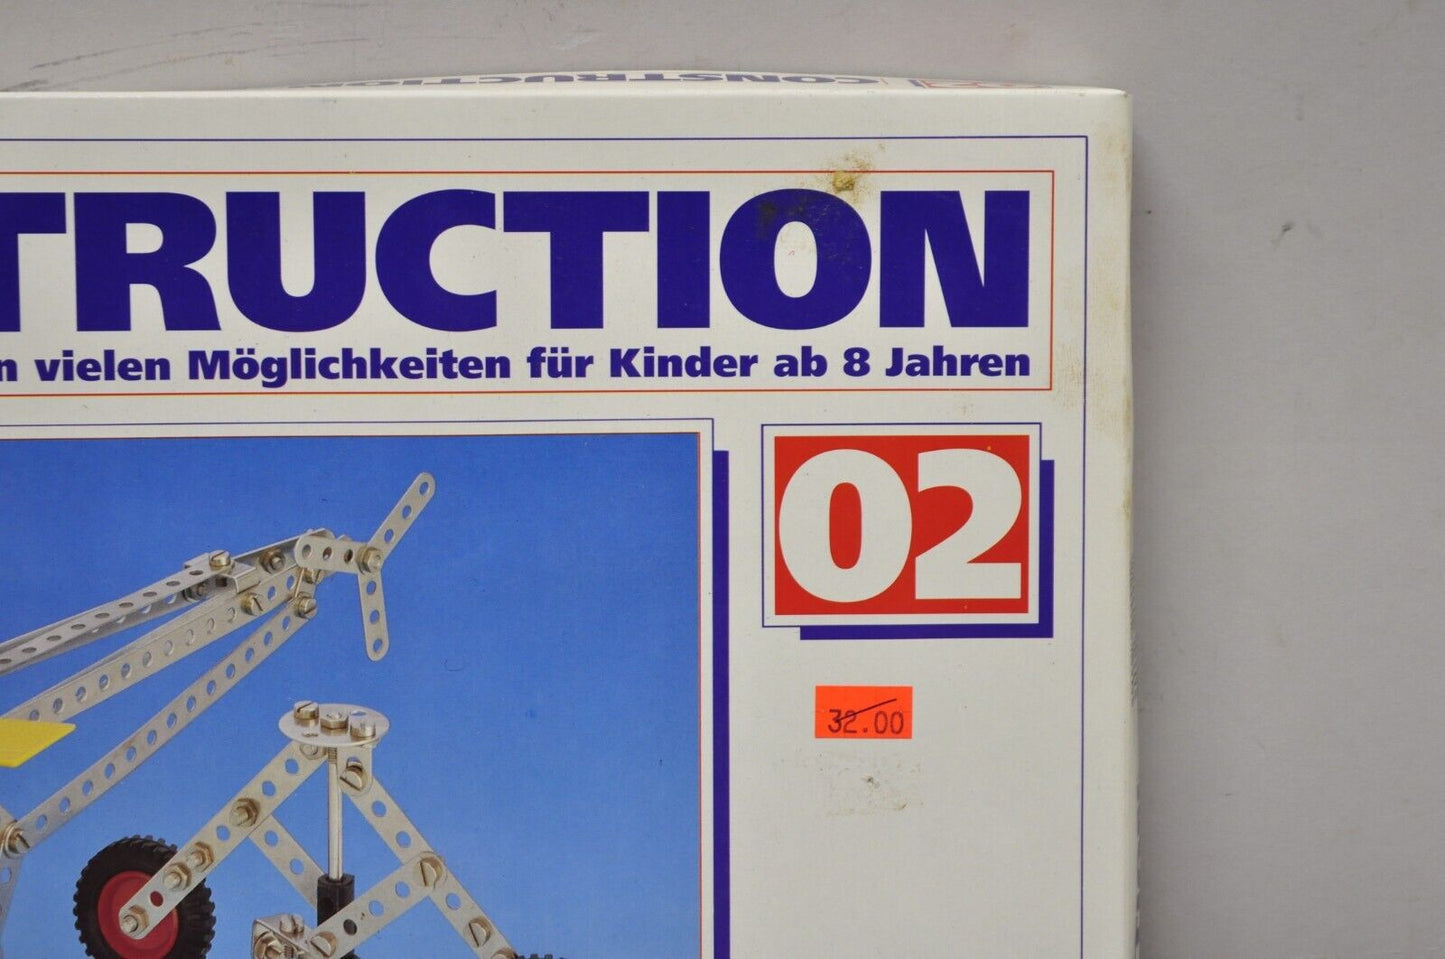 CONSTRUCTION
TRUCTION
n vielen Möglichkeiten für Kinder ab 8 Jahren
02
32.00